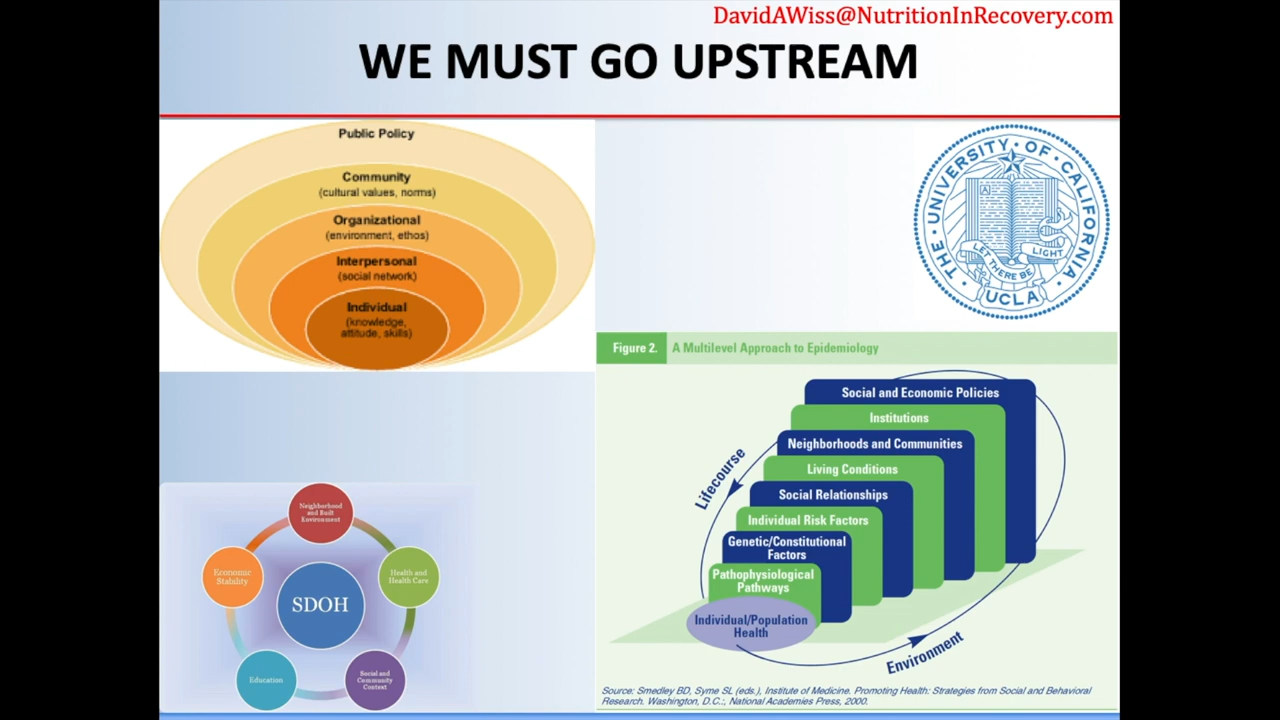 DavidAWiss@NutritionInRecovery.com
WE MUST GO UPSTREAM
Public Policy
Community
(cultural values, norms)
Organizational
(environment, ethos)
Interpersonal
(social network)
Individual
(knowledge,
attitude, skills)
THE UNIVERSITY OF CALIFORNIA
A
LET THERE BE
LIGHT
UCLA
Neighborhood
and Built
Environment
Economic
Stability
Health and
Health Care
SDOH
Education
Social and
Community
Context
Figure 2. A Multilevel Approach to Epidemiology
Social and Economic Policies
Institutions
Neighborhoods and Communities
Living Conditions
Social Relationships
Individual Risk Factors
Genetic/Constitutional
Factors
Pathophysiological
Pathways
Individual/Population
Health
Lifecourse
Environment
Source: Smedley BD, Syme SL (eds.), Institute of Medicine. Promoting Health: Strategies from Social and Behavioral
Research. Washington, D.C.:, National Academies Press, 2000.